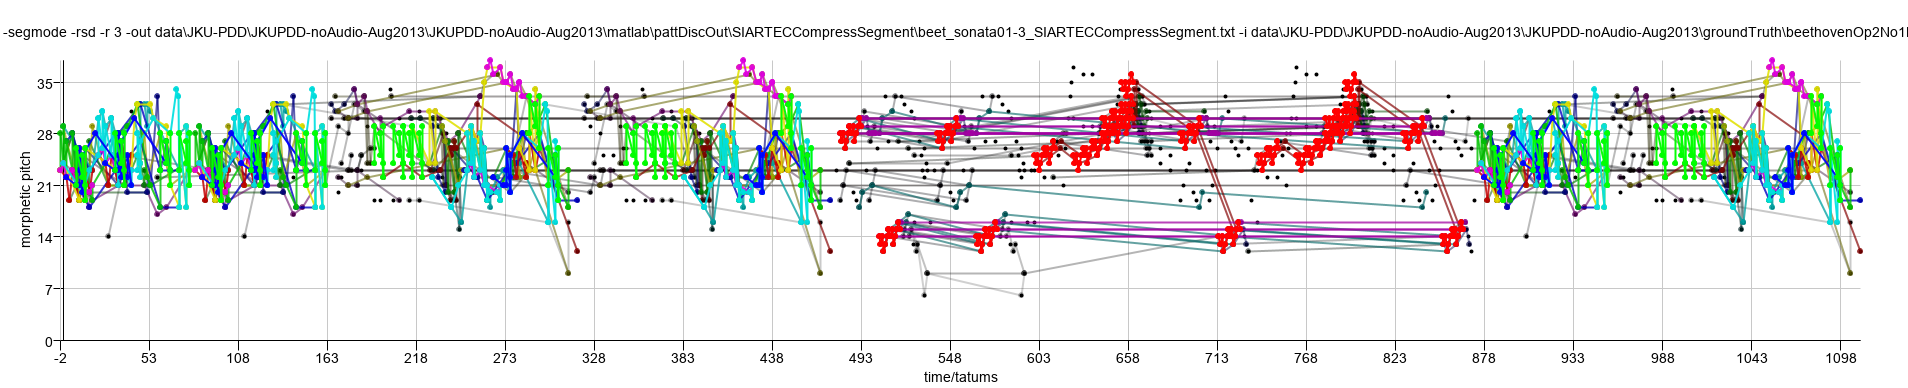 -segmode -rsd -r 3 -out data\JKU-PDD\JKUPDD-noAudio-Aug2013\JKUPDD-noAudio-Aug2013\matlab\pattDiscOut\SIARTECCompressSegment\beet_sonata01-3_SIARTECCompressSegment.txt -i data\JKU-PDD\JKUPDD-noAudio-Aug2013\JKUPDD-noAudio-Aug2013\groundTruth\beethovenOp2No1
morphetic pitch
35
28
21
14
7
0
-2 53 108 163 218 273 328 383 438 493 548 603 658 713 768 823 878 933 988 1043 1098
time/tatums